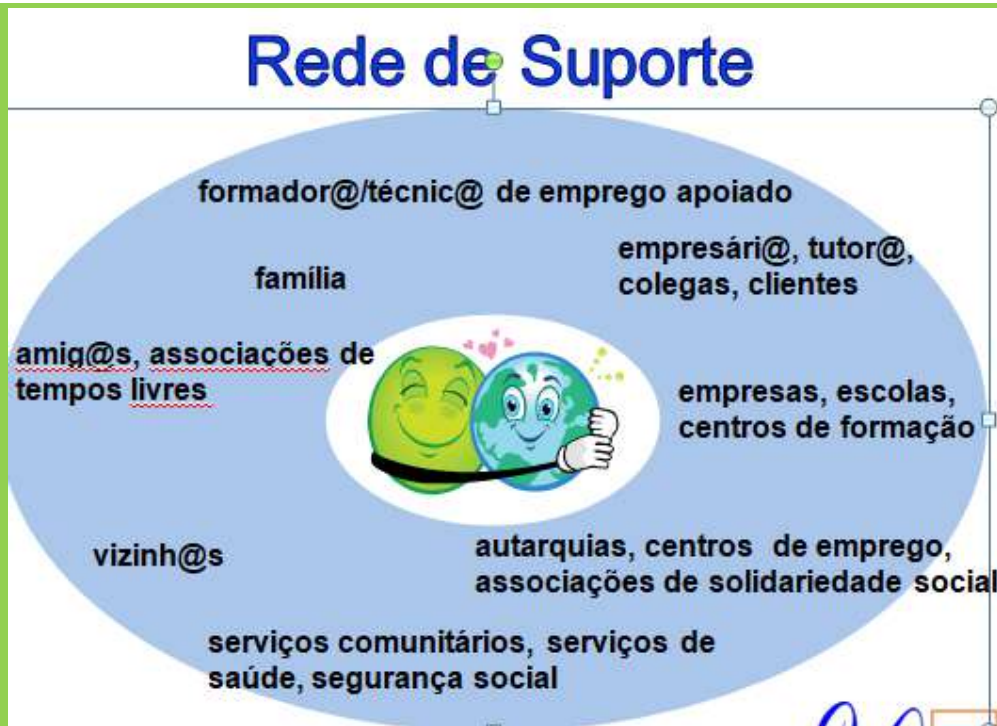 Rede de Suporte
formador@/técnic@ de emprego apoiado
empresári@, tutor@,
colegas, clientes
família
amig@s, associações de
tempos livres
empresas, escolas,
centros de formação
vizinh@s
autarquias, centros de emprego,
associações de solidariedade social
serviços comunitários, serviços de
saúde, segurança social